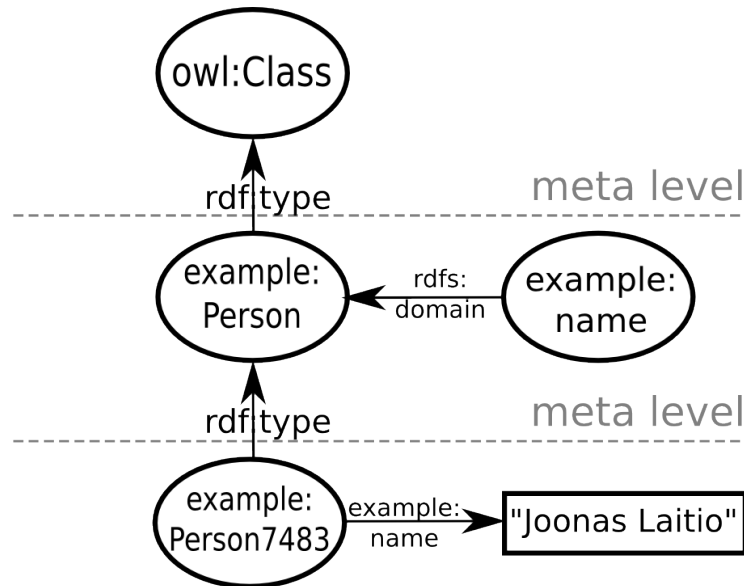 owl:Class
rdf:type
meta level
example:
Person
rdfs:
domain
example:
name
rdf:type
meta level
example:
Person7483
example:
name
"Joonas Laitio"